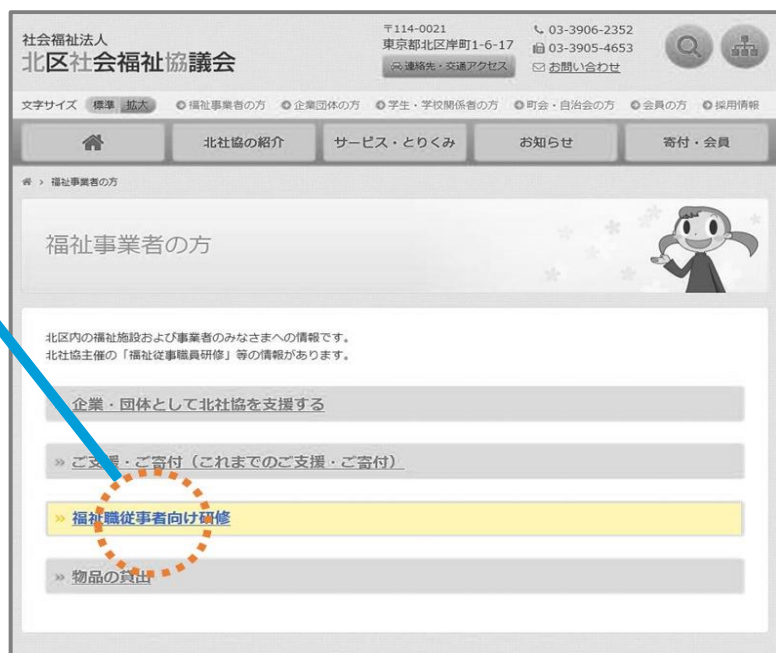 社会福祉法人
北区社会福祉協議会
〒114-0021
東京都北区岸町1-6-17
連絡先・交通アクセス
03-3906-2352
03-3905-4653
お問い合わせ
文字サイズ 標準 拡大 福祉事業者の方 企業団体の方 学生・学校関係者の方 町会・自治会の方 会員の方 採用情報
北社協の紹介 サービス・とりくみ お知らせ 寄付・会員
> 福祉事業者の方
福祉事業者の方
北区内の福祉施設および事業者のみなさまへの情報です。
北社協主催の「福祉従事職員研修」等の情報があります。
企業・団体として北社協を支援する
» ご支援・ご寄付（これまでのご支援・ご寄付）
» 福祉職従事者向け研修
» 物品の貸出